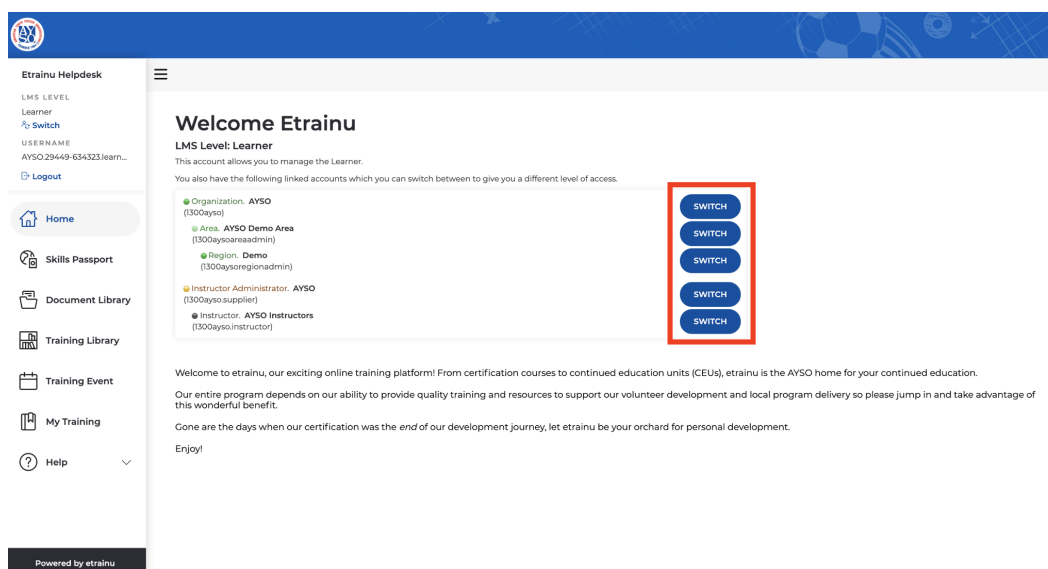 AYSO
Etrainu Helpdesk
LMS LEVEL
Learner
Switch
USERNAME
AYSO.29449-634323.learn...
Logout
Home
Skills Passport
Document Library
Training Library
Training Event
My Training
Help
Powered by etrainu
Welcome Etrainu
LMS Level: Learner
This account allows you to manage the Learner.
You also have the following linked accounts which you can switch between to give you a different level of access.
Organization. AYSO
(1300ayso)
SWITCH
Area. AYSO Demo Area
(1300aysoareaadmin)
SWITCH
Region. Demo
(1300aysoregionadmin)
SWITCH
Instructor Administrator. AYSO
(1300ayso.supplier)
SWITCH
Instructor. AYSO Instructors
(1300ayso.instructor)
SWITCH
Welcome to etrainu, our exciting online training platform! From certification courses to continued education units (CEUs), etrainu is the AYSO home for your continued education.
Our entire program depends on our ability to provide quality training and resources to support our volunteer development and local program delivery so please jump in and take advantage of
this wonderful benefit.
Gone are the days when our certification was the end of our development journey, let etrainu be your orchard for personal development.
Enjoy!